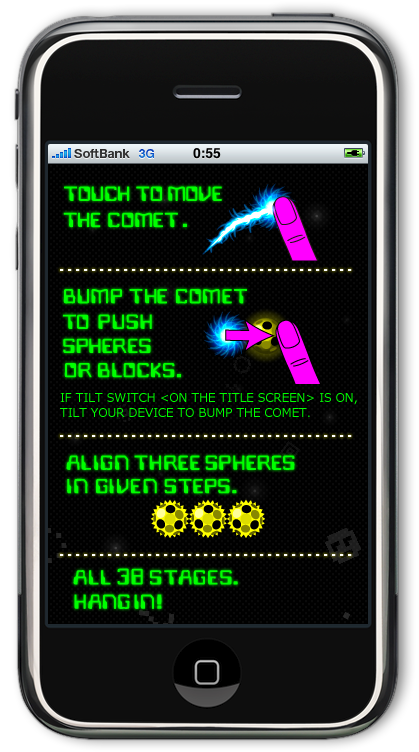 SoftBank 3G 0:55
TOUCH TO MOVE
THE COMET.
BUMP THE COMET
TO PUSH
SPHERES
OR BLOCKS.
IF TILT SWITCH <ON THE TITLE SCREEN> IS ON,
TILT YOUR DEVICE TO BUMP THE COMET.
ALIGN THREE SPHERES
IN GIVEN STEPS.
ALL 38 STAGES.
HANG IN!